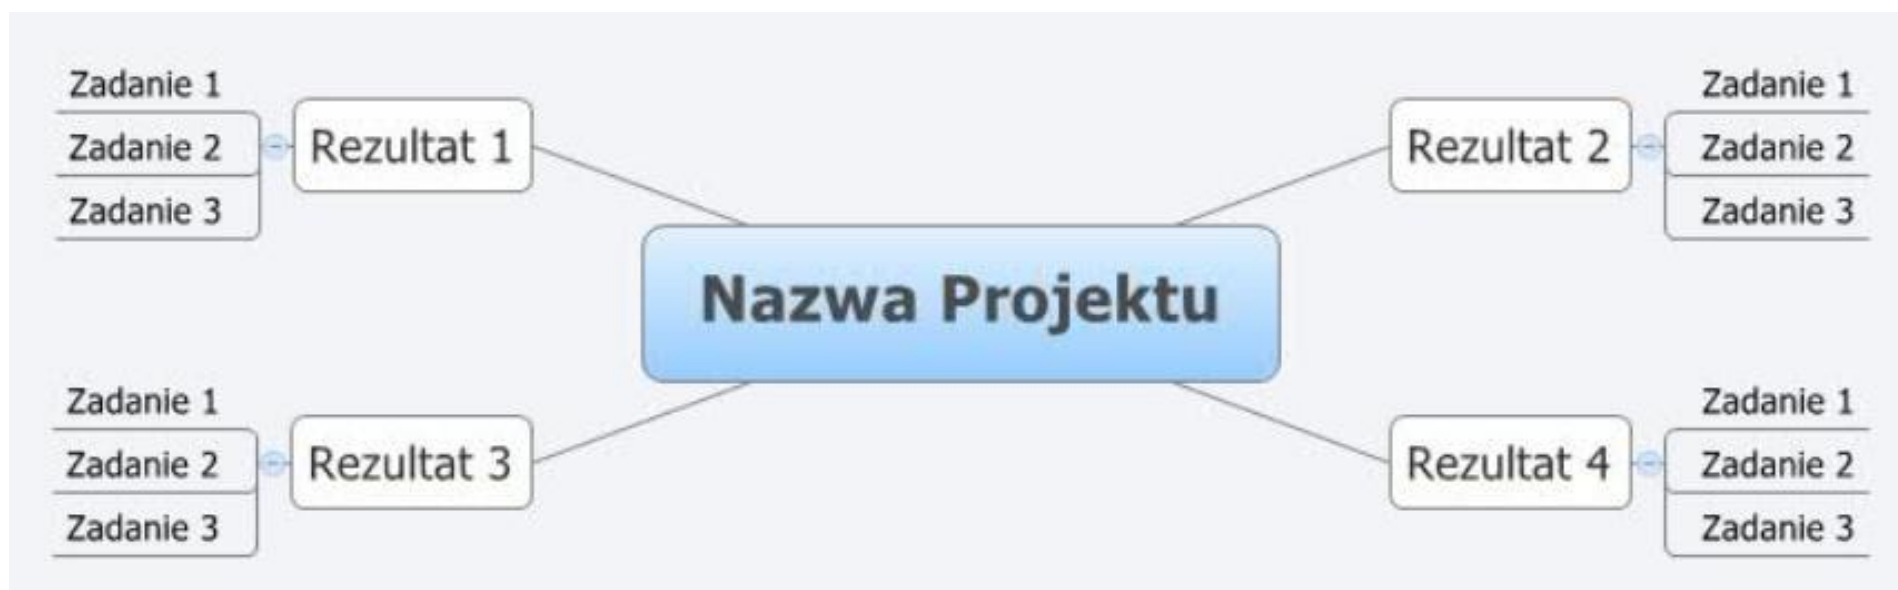 Zadanie 1
Zadanie 2
Zadanie 3
Rezultat 1
Rezultat 2
Zadanie 1
Zadanie 2
Zadanie 3
Nazwa Projektu
Zadanie 1
Zadanie 2
Zadanie 3
Rezultat 3
Rezultat 4
Zadanie 1
Zadanie 2
Zadanie 3